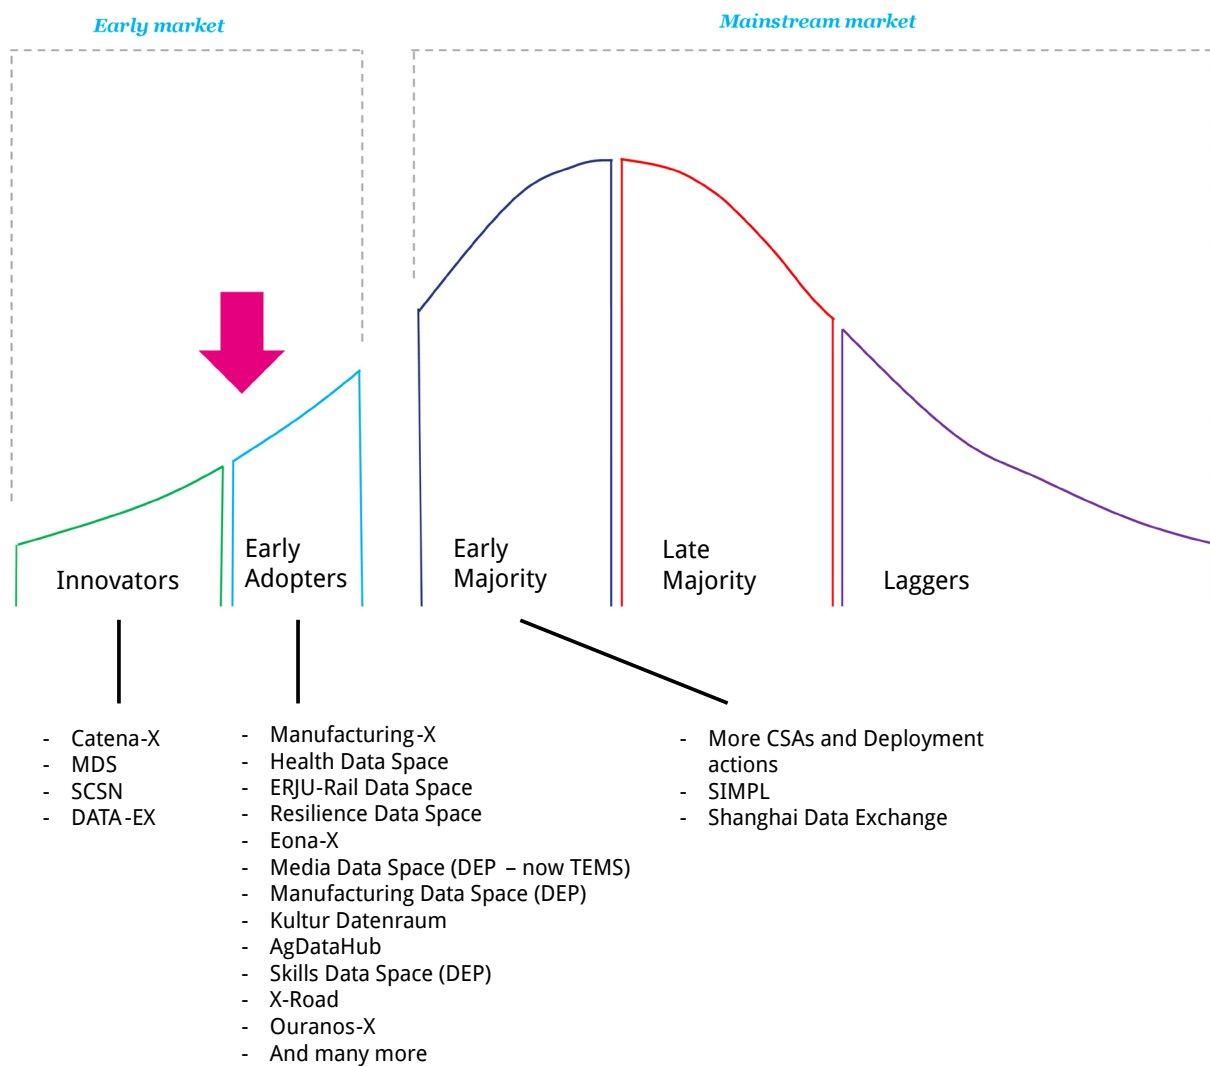 Early market
Mainstream market
Innovators
Early
Adopters
Early
Majority
Late
Majority
Laggers
- Catena-X
- MDS
- SCSN
- DATA-EX
- Manufacturing-X
- Health Data Space
- ERJU-Rail Data Space
- Resilience Data Space
- Eona-X
- Media Data Space (DEP – now TEMS)
- Manufacturing Data Space (DEP)
- Kultur Datenraum
- AgDataHub
- Skills Data Space (DEP)
- X-Road
- Ouranos-X
- And many more
- More CSAs and Deployment
actions
- SIMPL
- Shanghai Data Exchange